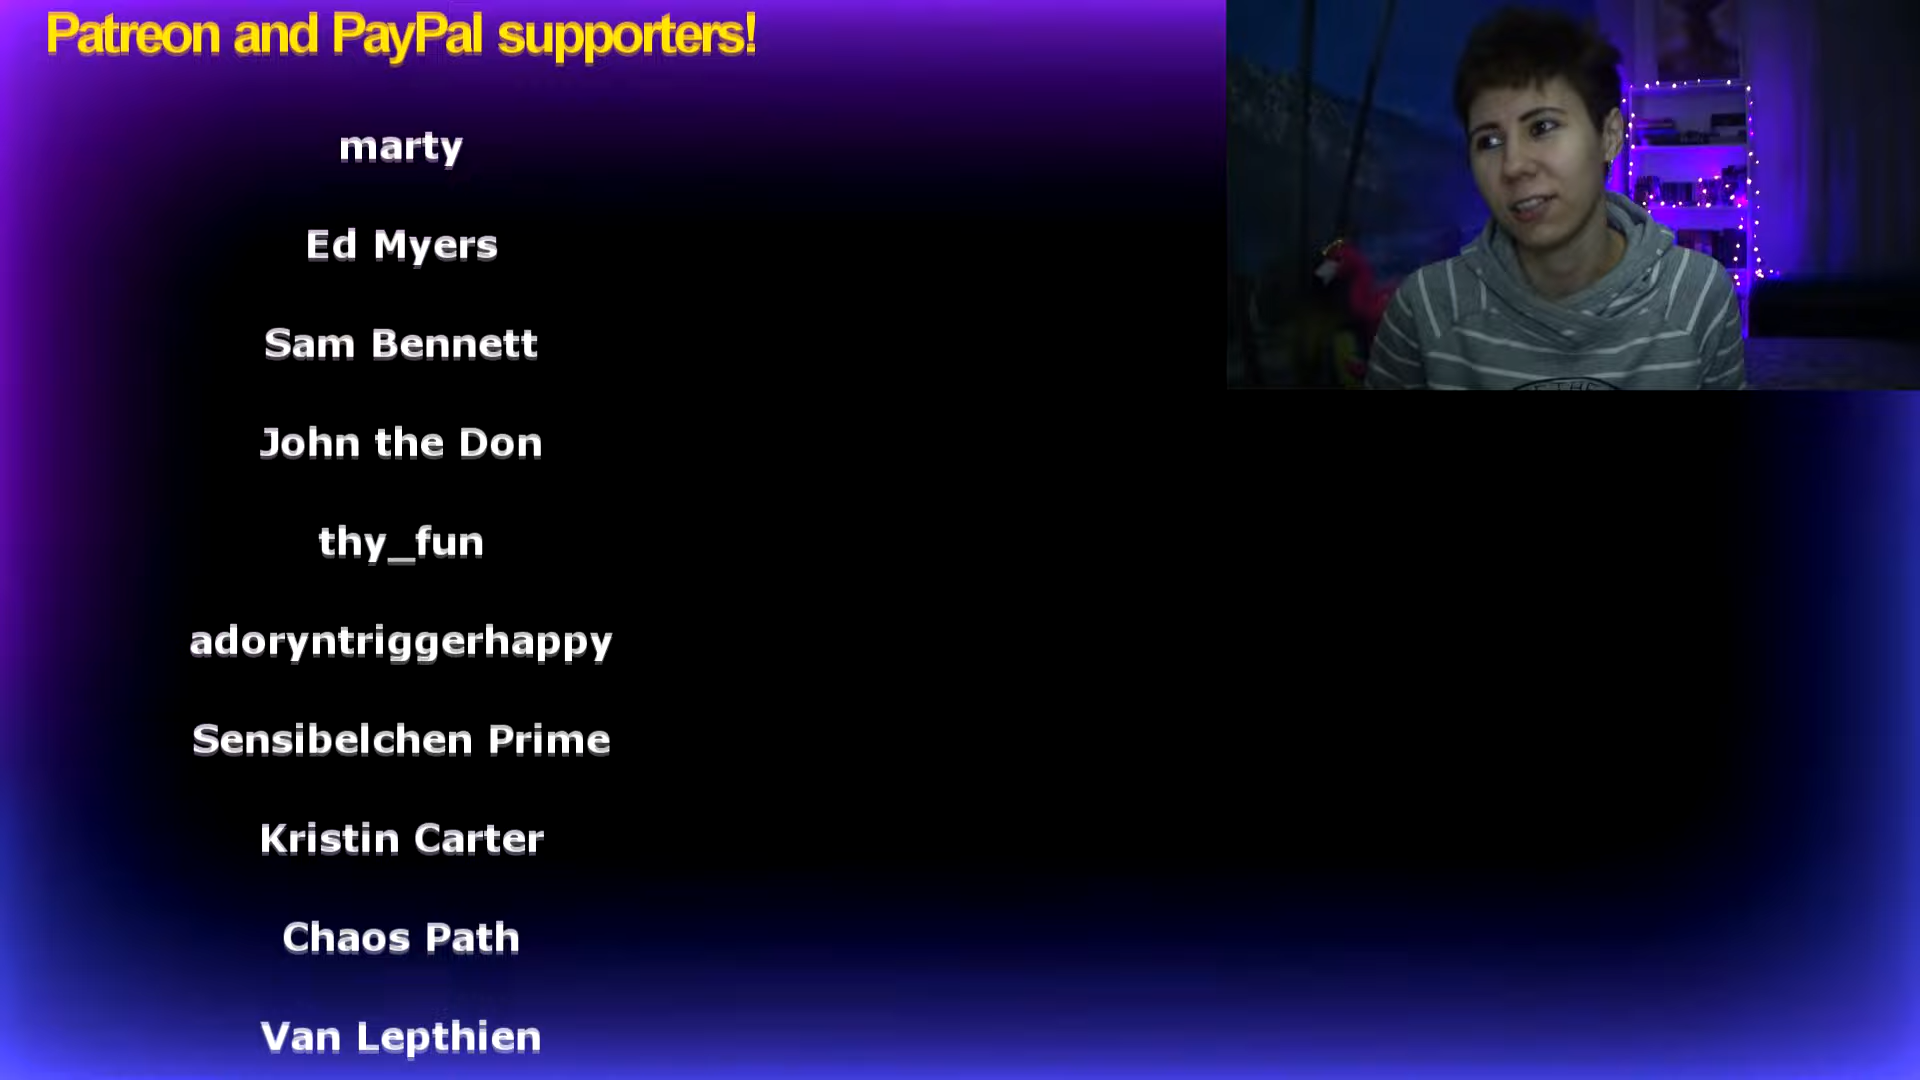 Patreon and PayPal supporters!
marty
Ed Myers
Sam Bennett
John the Don
thy_fun
adoryntriggerhappy
Sensibelchen Prime
Kristin Carter
Chaos Path
Van Lepthien